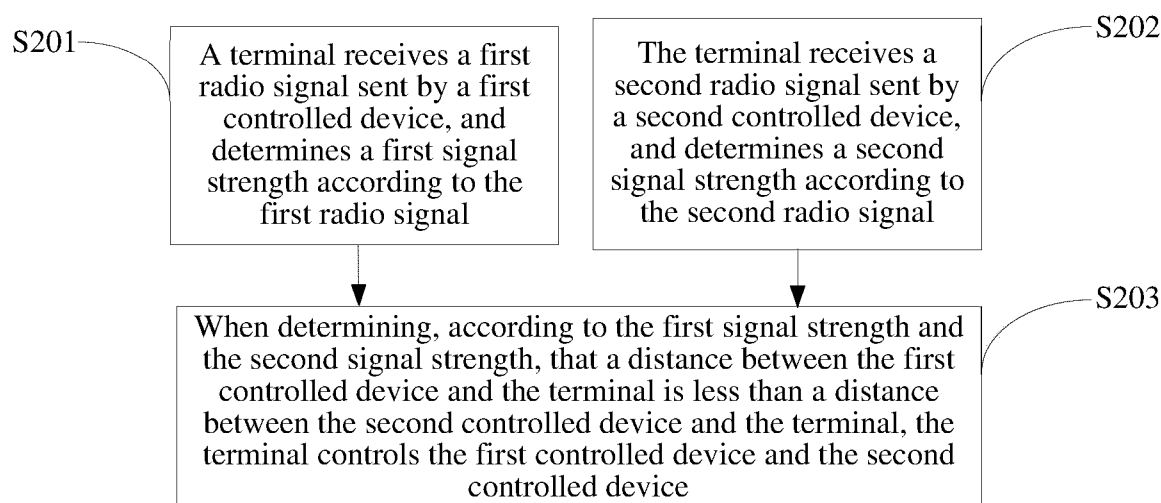 S201
A terminal receives a first
radio signal sent by a first
controlled device, and
determines a first signal
strength according to the
first radio signal
The terminal receives a
second radio signal sent by
a second controlled device,
and determines a second
signal strength according to
the second radio signal
S202
When determining, according to the first signal strength and
the second signal strength, that a distance between the first
controlled device and the terminal is less than a distance
between the second controlled device and the terminal, the
terminal controls the first controlled device and the second
controlled device
S203